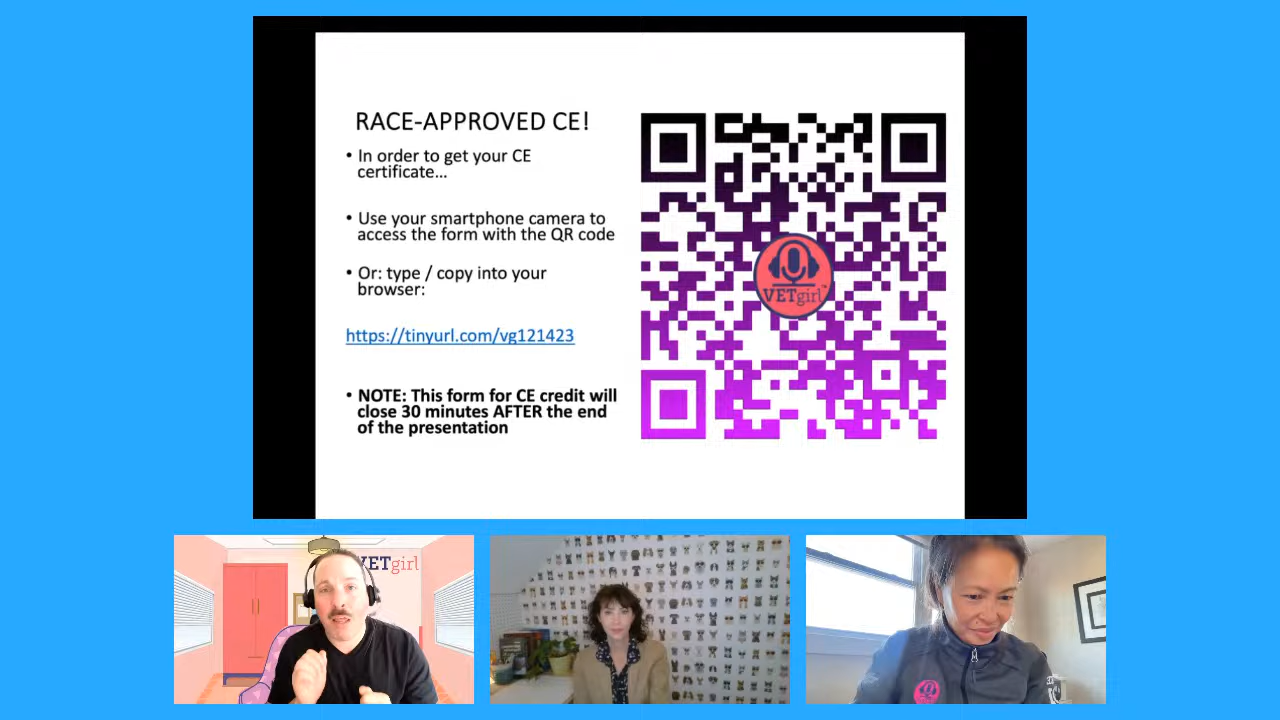 RACE-APPROVED CE!
• In order to get your CE
certificate...
• Use your smartphone camera to
access the form with the QR code
• Or: type / copy into your
browser:
https://tinyurl.com/vg121423
• NOTE: This form for CE credit will
close 30 minutes AFTER the end
of the presentation
VETgirl™
VETgirl